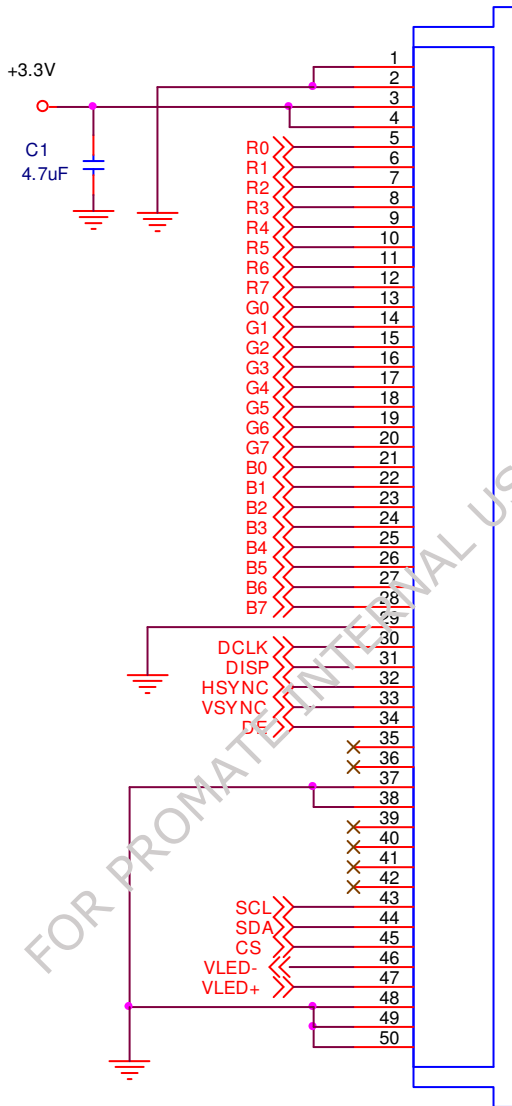 +3.3V
C1
4.7uF
1
2
3
4
R0 5
R1 6
R2 7
R3 8
R4 9
R5 10
R6 11
R7 12
G0 13
G1 14
G2 15
G3 16
G4 17
G5 18
G6 19
G7 20
B0 21
B1 22
B2 23
B3 24
B4 25
B5 26
B6 27
B7 28
29
DCLK 30
DISP 31
HSYNC 32
VSYNC 33
DE 34
35
36
37
38
39
40
41
42
SCL 43
SDA 44
CS 45
VLED- 46
VLED+ 47
48
49
50
FOR PROMATE INTERNAL